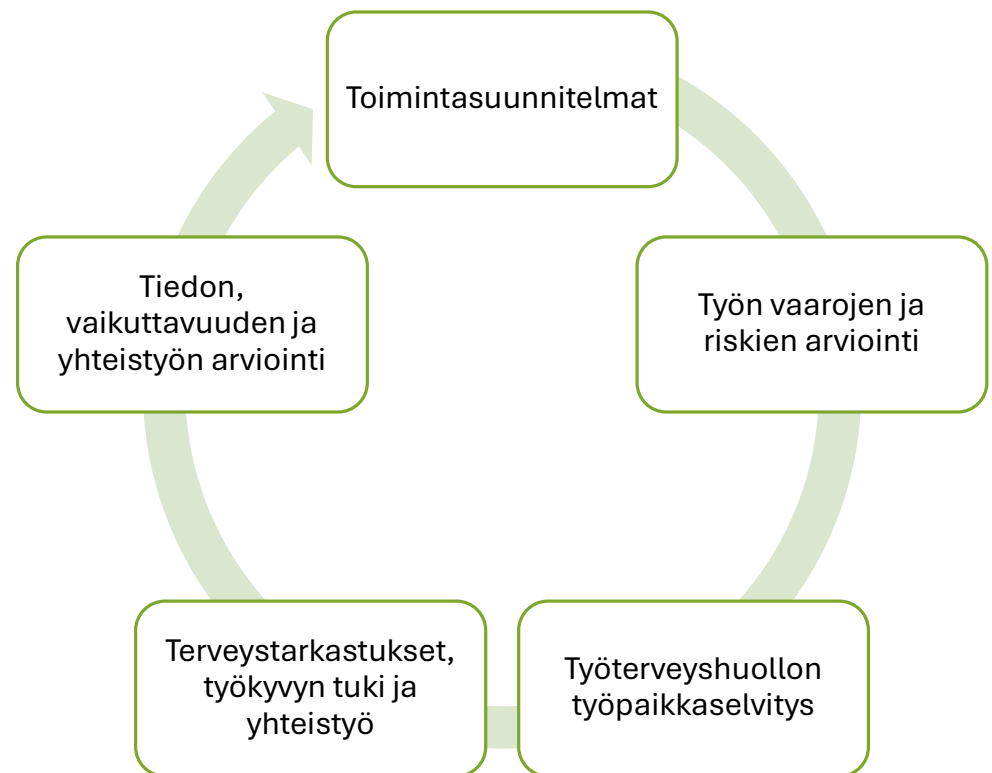 Toimintasuunnitelmat
Työn vaarojen ja
riskien arviointi
Työterveyshuollon
työpaikkaselvitys
Terveystarkastukset,
työkyvyn tuki ja
yhteistyö
Tiedon,
vaikuttavuuden ja
yhteistyön arviointi